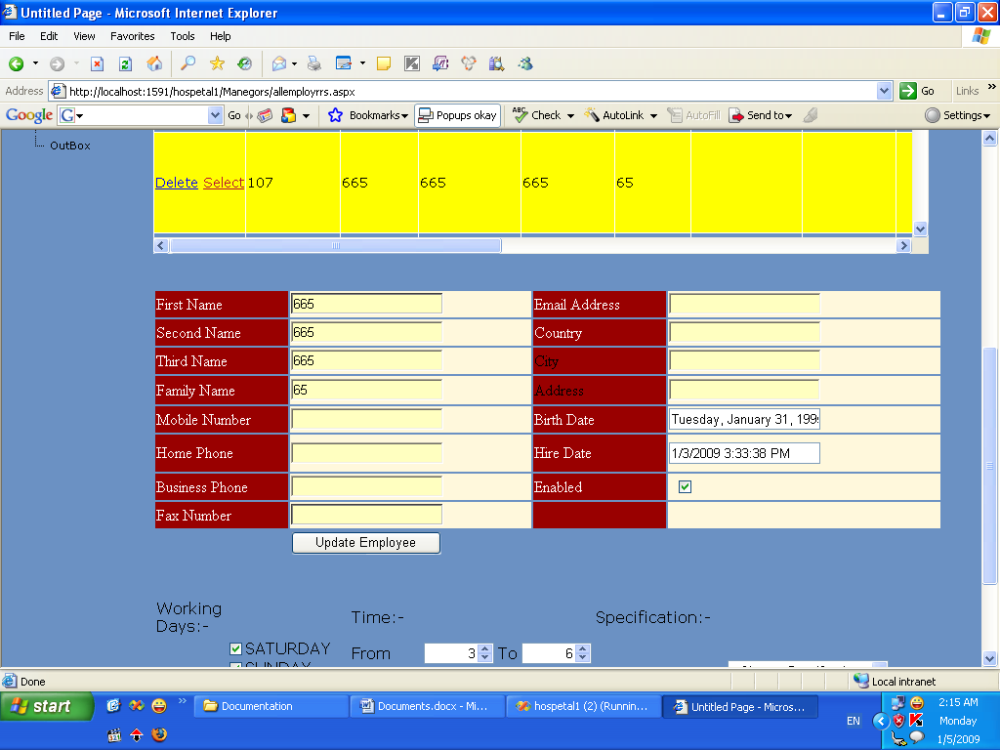 Untitled Page - Microsoft Internet Explorer
File Edit View Favorites Tools Help
Address http://localhost:1591/hospetal1/Manegors/allemployrrs.aspx Go Links »
Google G Go Bookmarks Popups okay ABC Check AutoLink AutoFill Send to Settings
OutBox
Delete Select 107 665 665 665 65
First Name 665 Email Address
Second Name 665 Country
Third Name 665 City
Family Name 65 Address
Mobile Number Birth Date Tuesday, January 31, 199
Home Phone Hire Date 1/3/2009 3:33:38 PM
Business Phone Enabled
Fax Number
Update Employee
Working
Days:- Time:- Specification:-
SATURDAY From 3 To 6
SUNDAY
Done Local intranet
start Documentation Documents.docx - Mi... hospetal1 (2) (Runnin... Untitled Page - Micros... EN 2:15 AM
Monday
1/5/2009